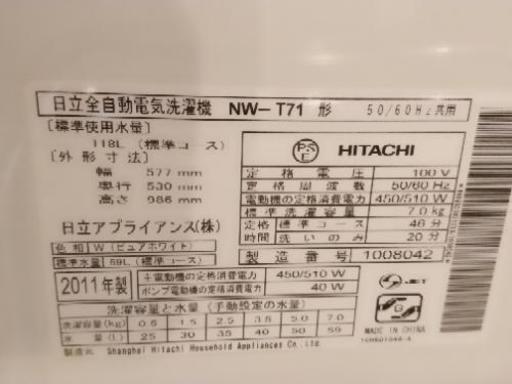 日立全自動電気洗濯機 NW-T71 形 50/60Hz共用
〔標準使用水量〕
118L (標準コース)
〔外形寸法〕
幅 577 mm
奥行 530 mm
高さ 986 mm
日立アプライアンス(株)
色相 W (ピュアホワイト)
標準水量 59L (標準コース)
PSE HITACHI
定格電圧 100 V
定格周波数 50/60 Hz
電動機の定格消費電力 450/510 W
標準洗濯容量 7.0 kg
定格時間 標準コース 46分
洗いのみ 20分
製造番号 1008042
2011年製
主電動機の定格消費電力 450/510 W
ポンプ電動機の定格消費電力 40 W
洗濯容量と水量 (手動設定の水量)
洗濯容量(kg) 0.6 1.5 2.5 3.5 5.0 7.0
水量(L) 25 30 35 40 50 59
製造元 Shanghai Hitachi Household Appliances Co.,Ltd.
JET
G
MADE IN CHINA